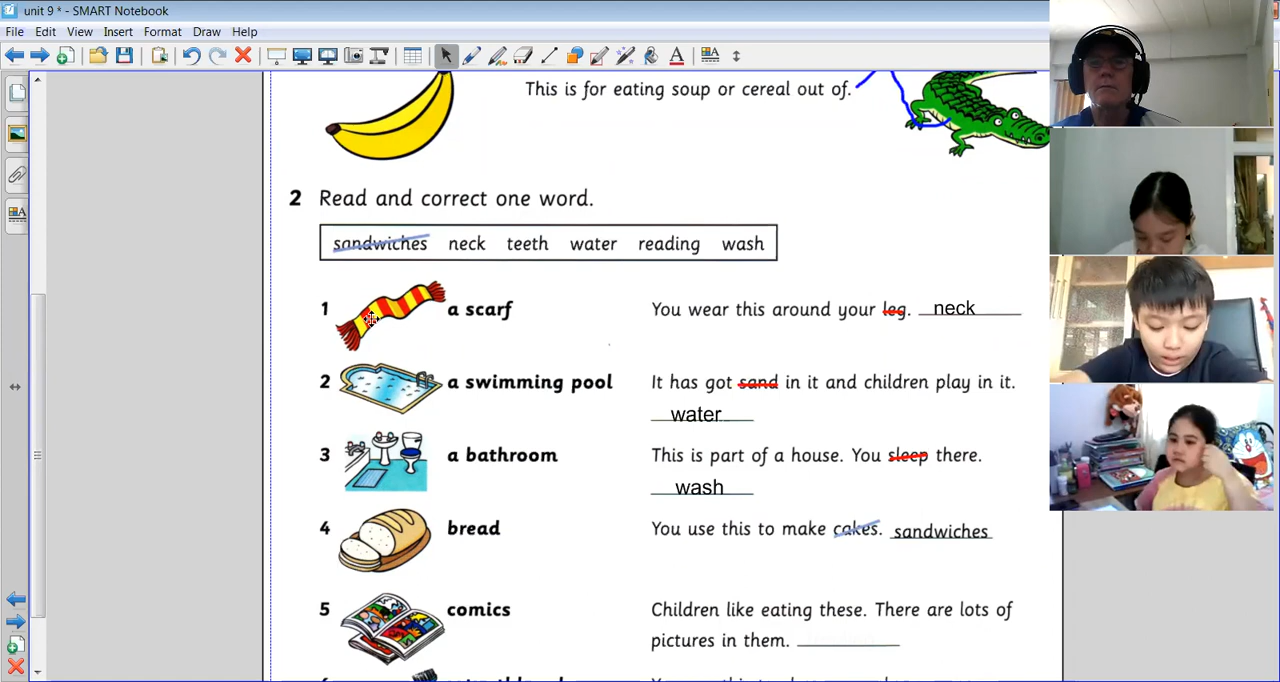 unit 9 * - SMART Notebook
File Edit View Insert Format Draw Help
This is for eating soup or cereal out of.
2 Read and correct one word.
sandwiches neck teeth water reading wash
1 a scarf You wear this around your leg. neck
2 a swimming pool It has got sand in it and children play in it.
water
3 a bathroom This is part of a house. You sleep there.
wash
4 bread You use this to make cakes. sandwiches
5 comics Children like eating these. There are lots of
pictures in them.